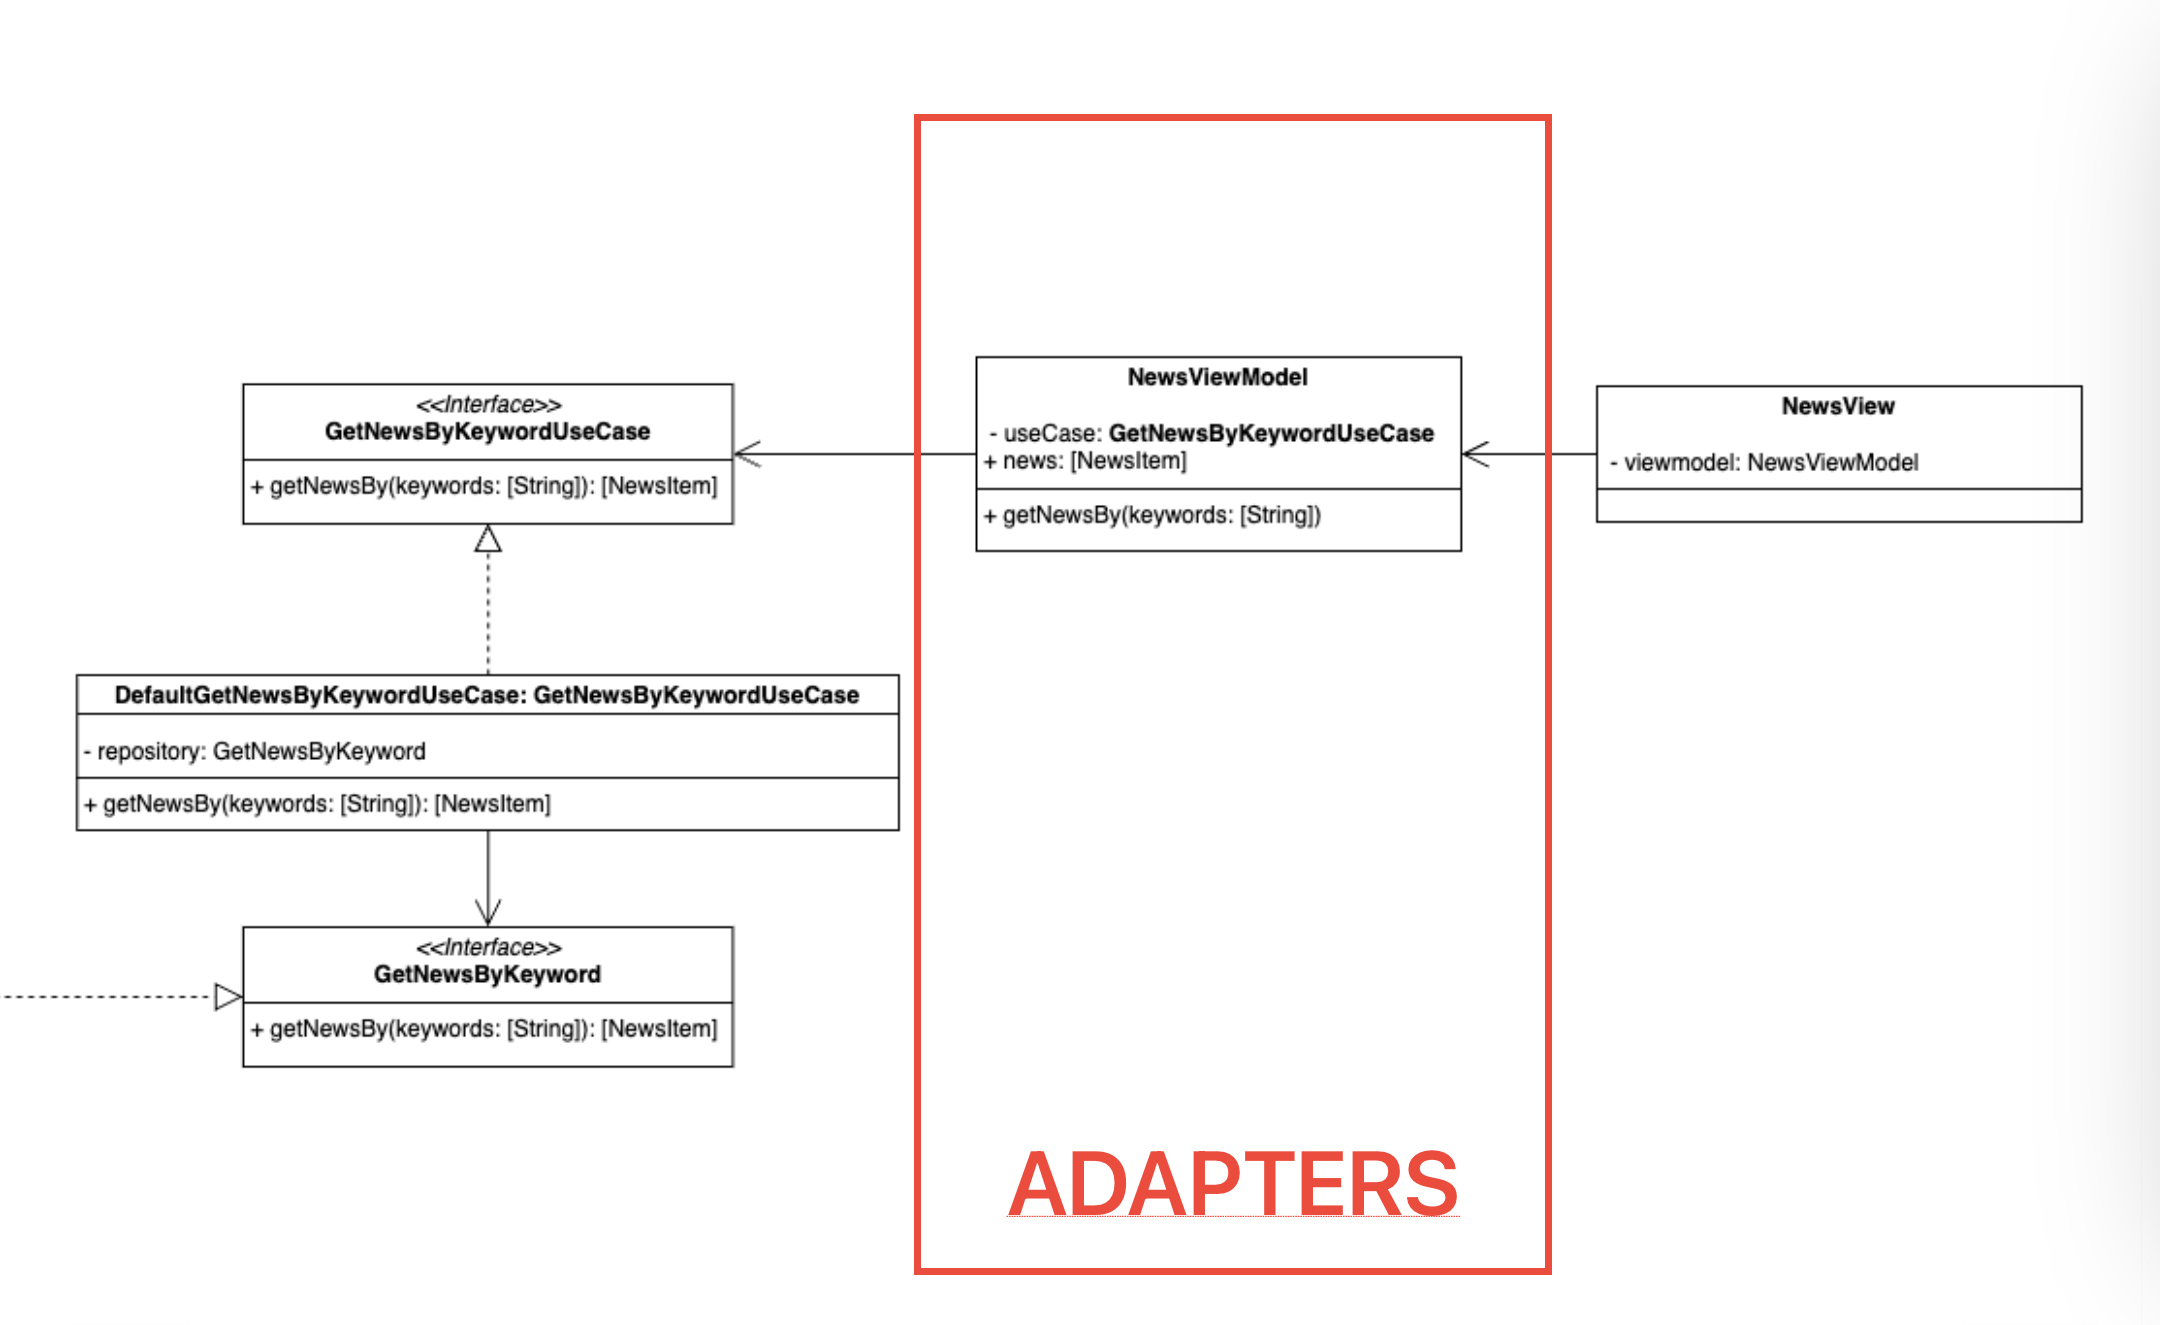 <<Interface>>
GetNewsByKeywordUseCase
+ getNewsBy(keywords: [String]): [NewsItem]
NewsViewModel
- useCase: GetNewsByKeywordUseCase
+ news: [NewsItem]
+ getNewsBy(keywords: [String])
NewsView
- viewmodel: NewsViewModel
DefaultGetNewsByKeywordUseCase: GetNewsByKeywordUseCase
- repository: GetNewsByKeyword
+ getNewsBy(keywords: [String]): [NewsItem]
<<Interface>>
GetNewsByKeyword
+ getNewsBy(keywords: [String]): [NewsItem]
ADAPTERS